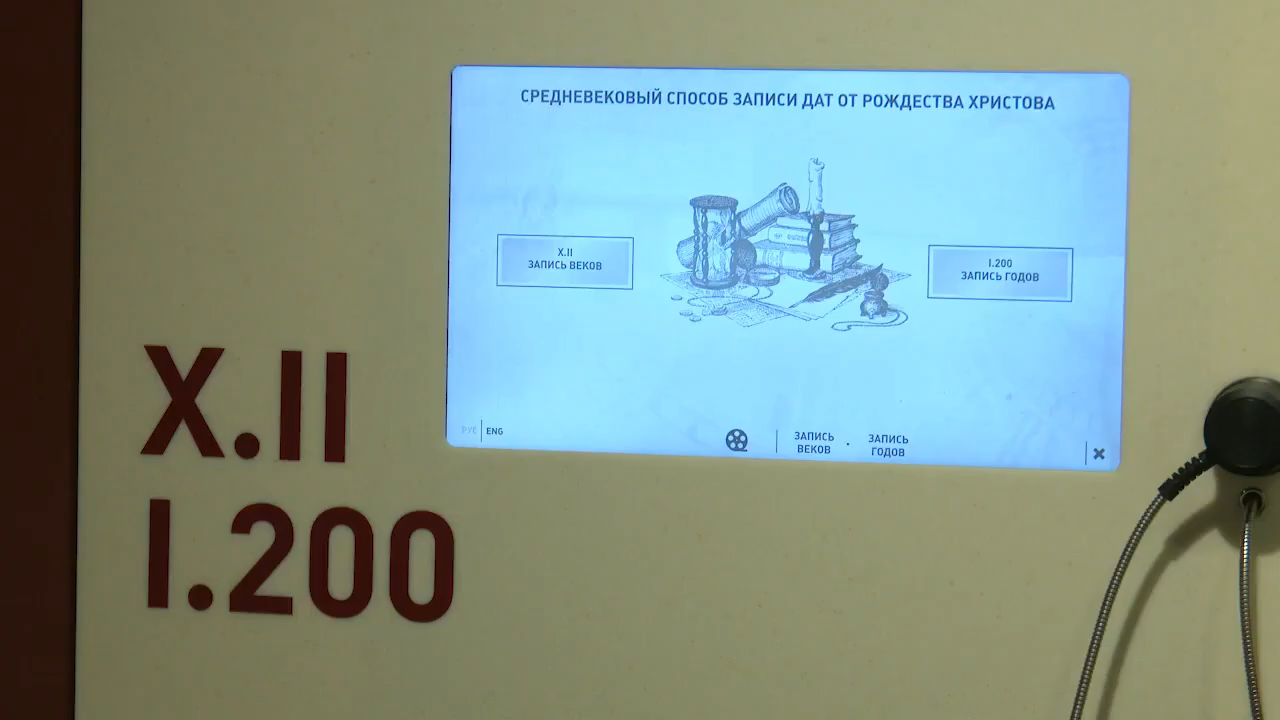 СРЕДНЕВЕКОВЫЙ СПОСОБ ЗАПИСИ ДАТ ОТ РОЖДЕСТВА ХРИСТОВА
X.II
ЗАПИСЬ ВЕКОВ
I.200
ЗАПИСЬ ГОДОВ
РУС ENG
ЗАПИСЬ
ВЕКОВ
ЗАПИСЬ
ГОДОВ
X.II
I.200